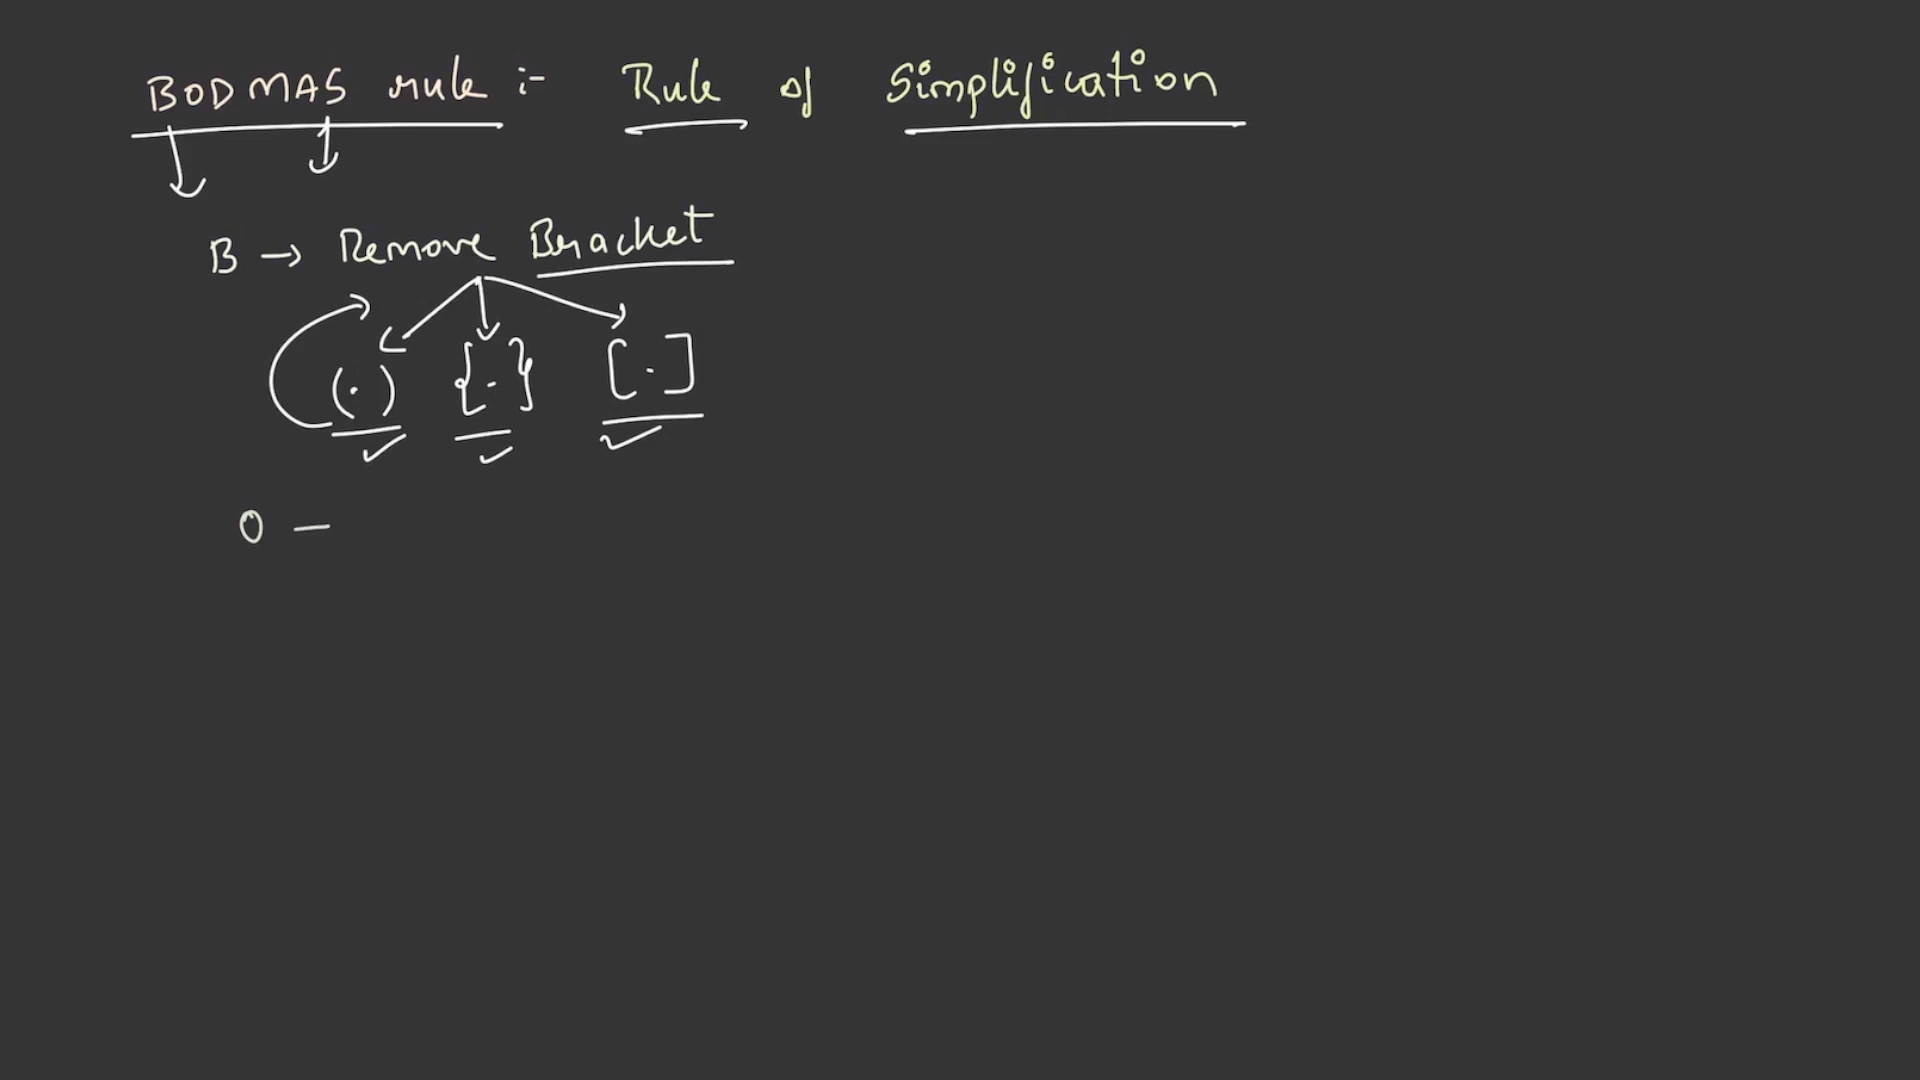 BODMAS rule :- Rule of Simplification
B → Remove Bracket
(·) {·} [·]
O —